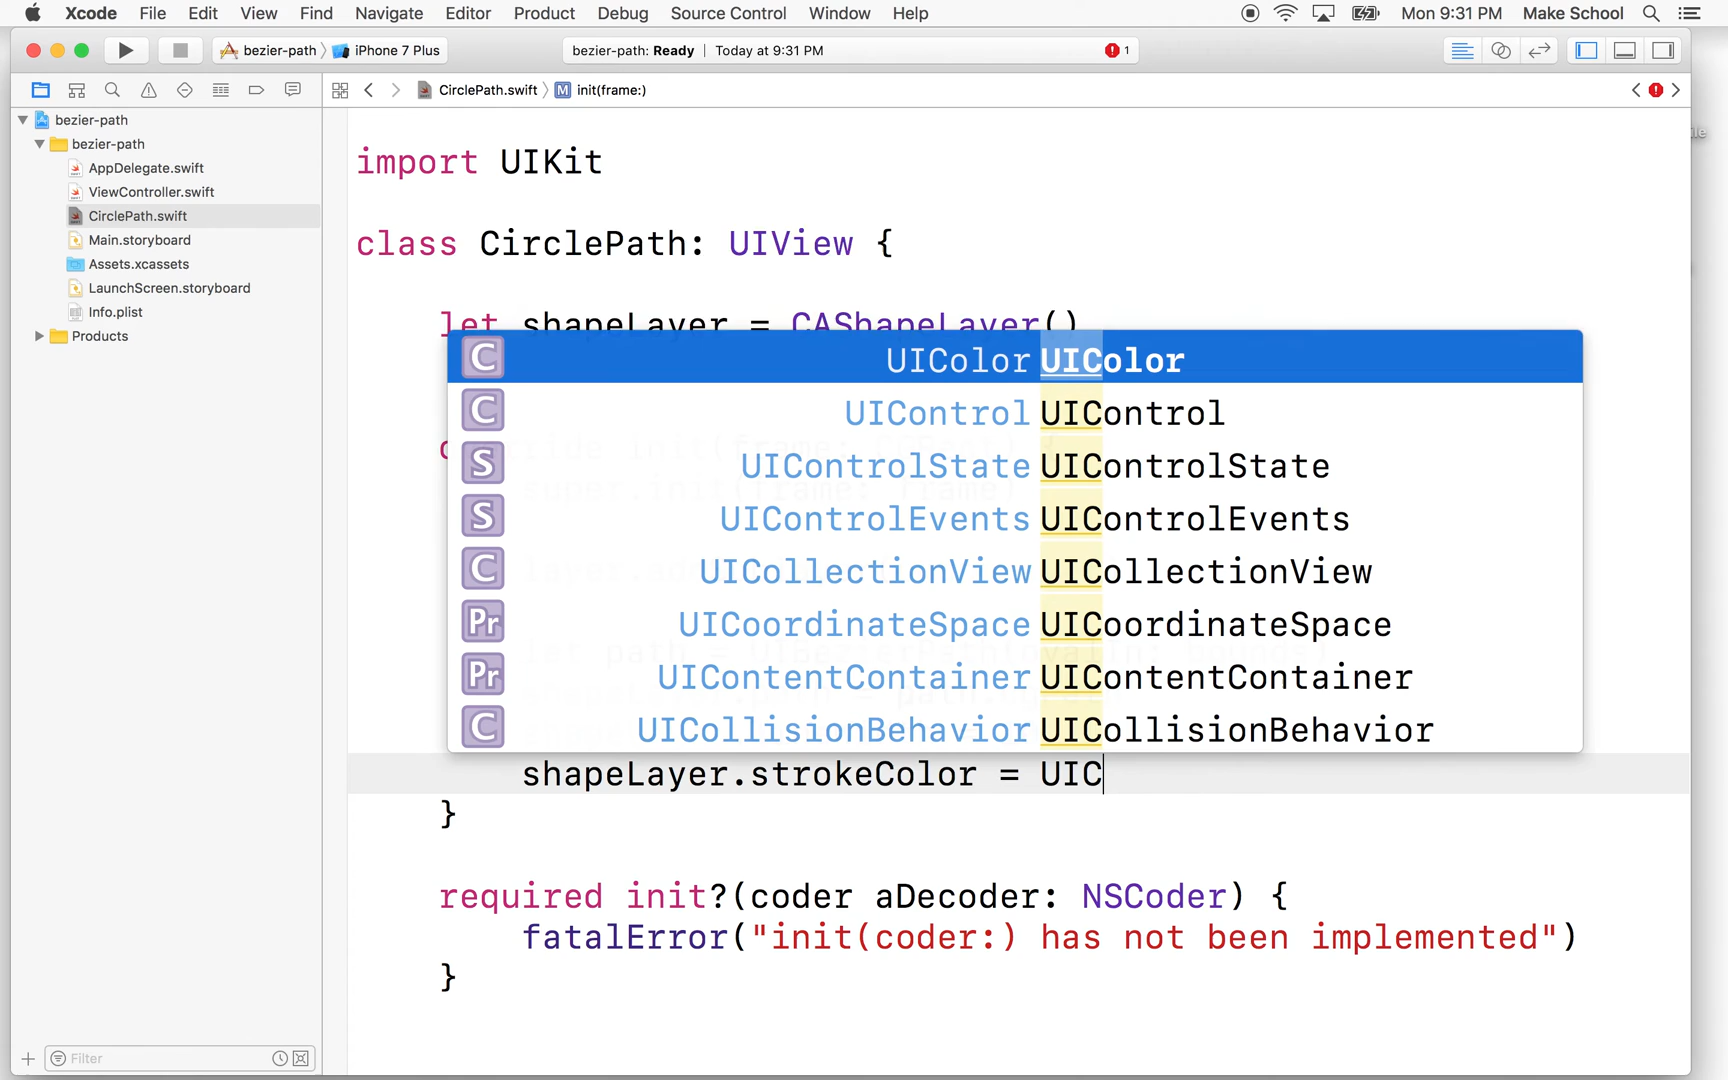 Xcode File Edit View Find Navigate Editor Product Debug Source Control Window Help Mon 9:31 PM Make School
bezier-path iPhone 7 Plus bezier-path: Ready | Today at 9:31 PM 1
CirclePath.swift M init(frame:)
bezier-path
bezier-path
AppDelegate.swift
ViewController.swift
CirclePath.swift
Main.storyboard
Assets.xcassets
LaunchScreen.storyboard
Info.plist
Products
import UIKit
class CirclePath: UIView {
let shapeLayer = CAShapeLayer()
C UIColor UIColor
C UIControl UIControl
S UIControlState UIControlState
S UIControlEvents UIControlEvents
C UICollectionView UICollectionView
Pr UICoordinateSpace UICoordinateSpace
Pr UIContentContainer UIContentContainer
C UICollisionBehavior UICollisionBehavior
shapeLayer.strokeColor = UIC
}
required init?(coder aDecoder: NSCoder) {
fatalError("init(coder:) has not been implemented")
}
Filter